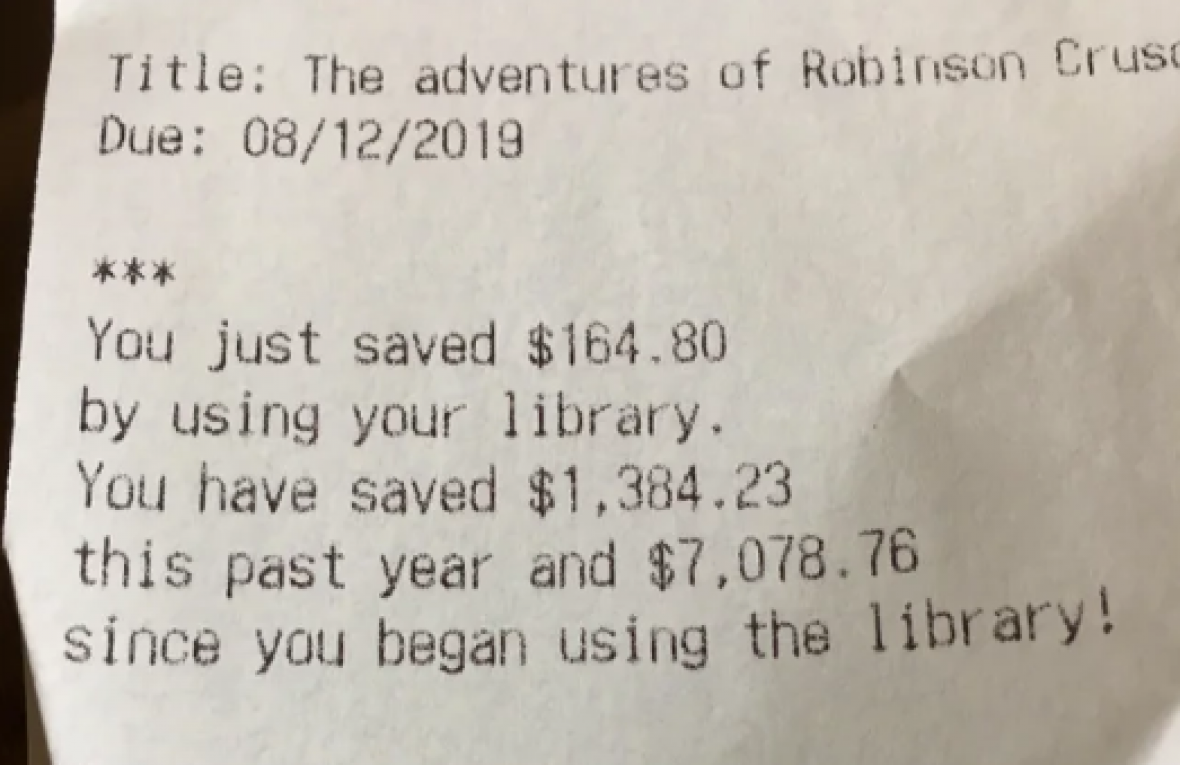 Title: The adventures of Robinson Cruso
Due: 08/12/2019
***
You just saved $164.80
by using your library.
You have saved $1,384.23
this past year and $7,078.76
since you began using the library!